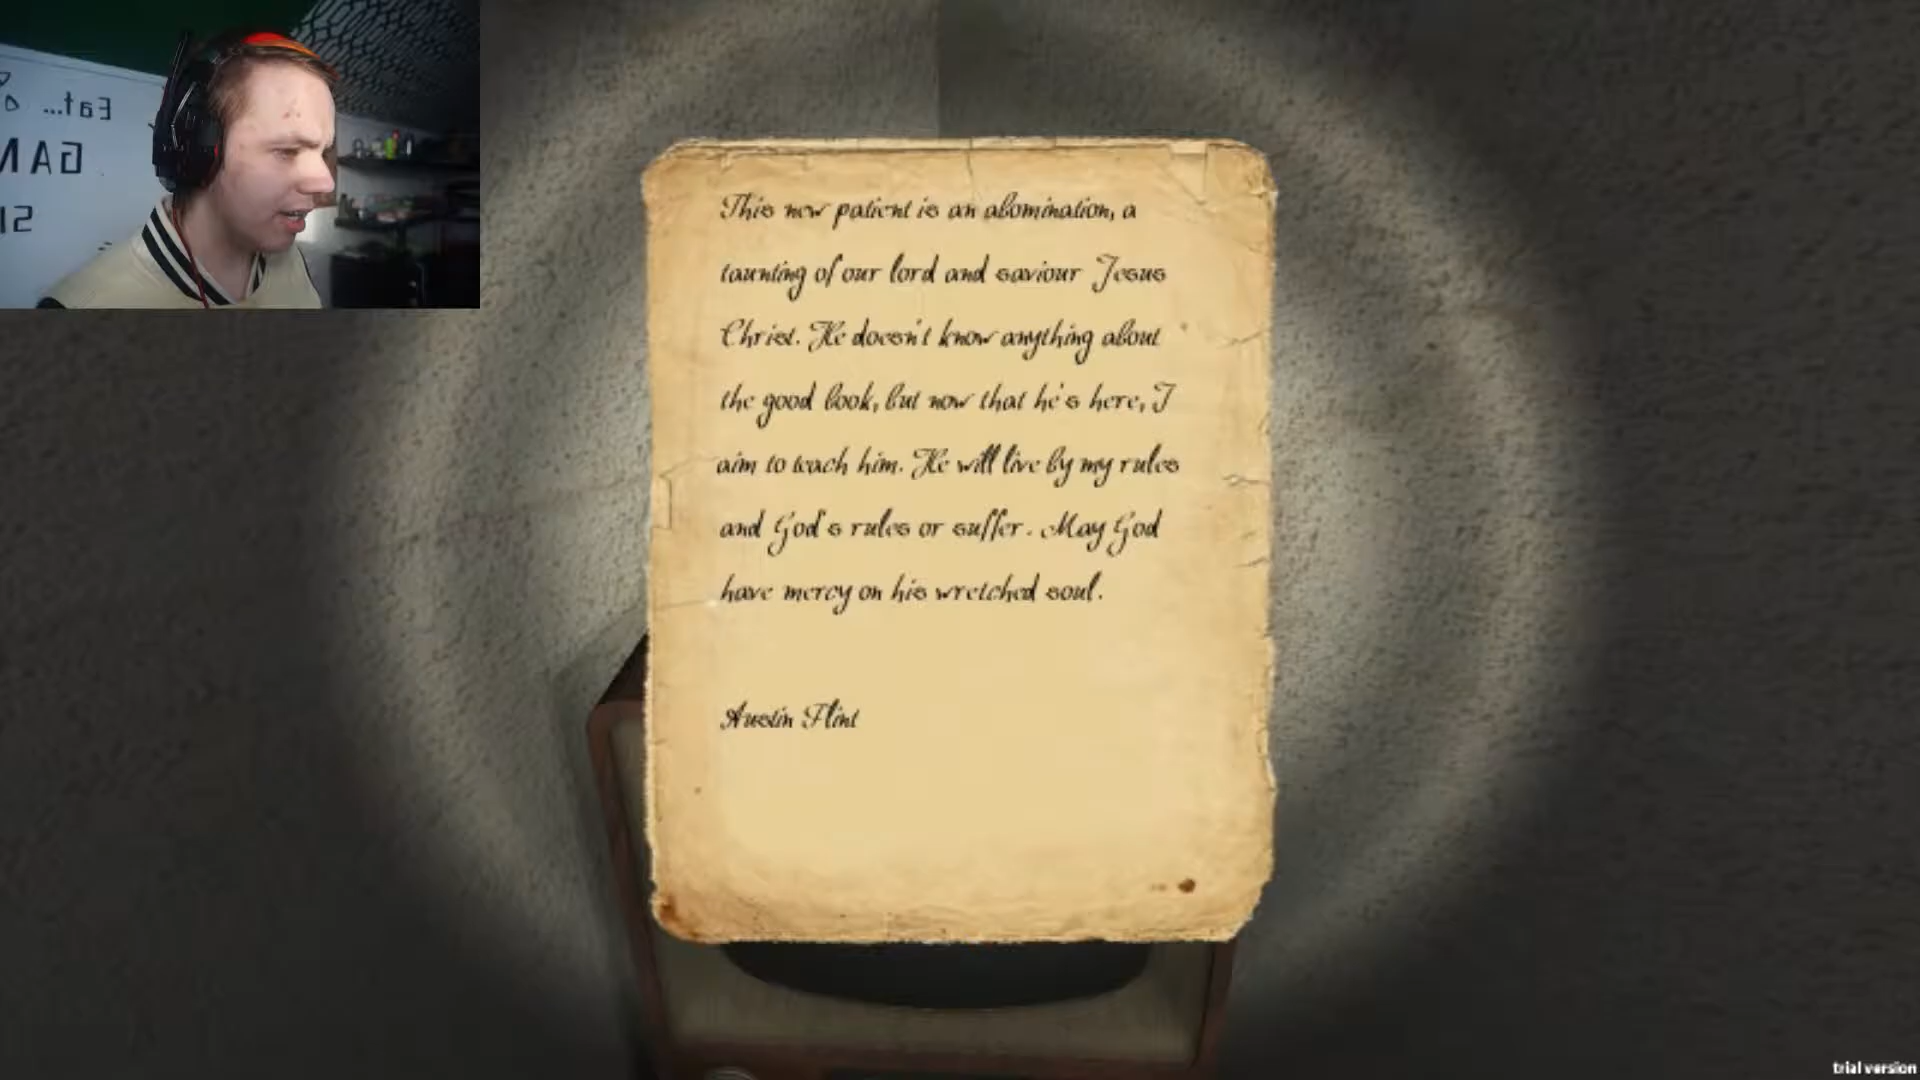 Eat...
GAM
This new patient is an abomination, a
taunting of our lord and saviour Jesus
Christ. He doesn't know anything about
the good book, but now that he's here, I
aim to teach him. He will live by my rules
and God's rules or suffer. May God
have mercy on his wretched soul.
Austin Flint
trial version